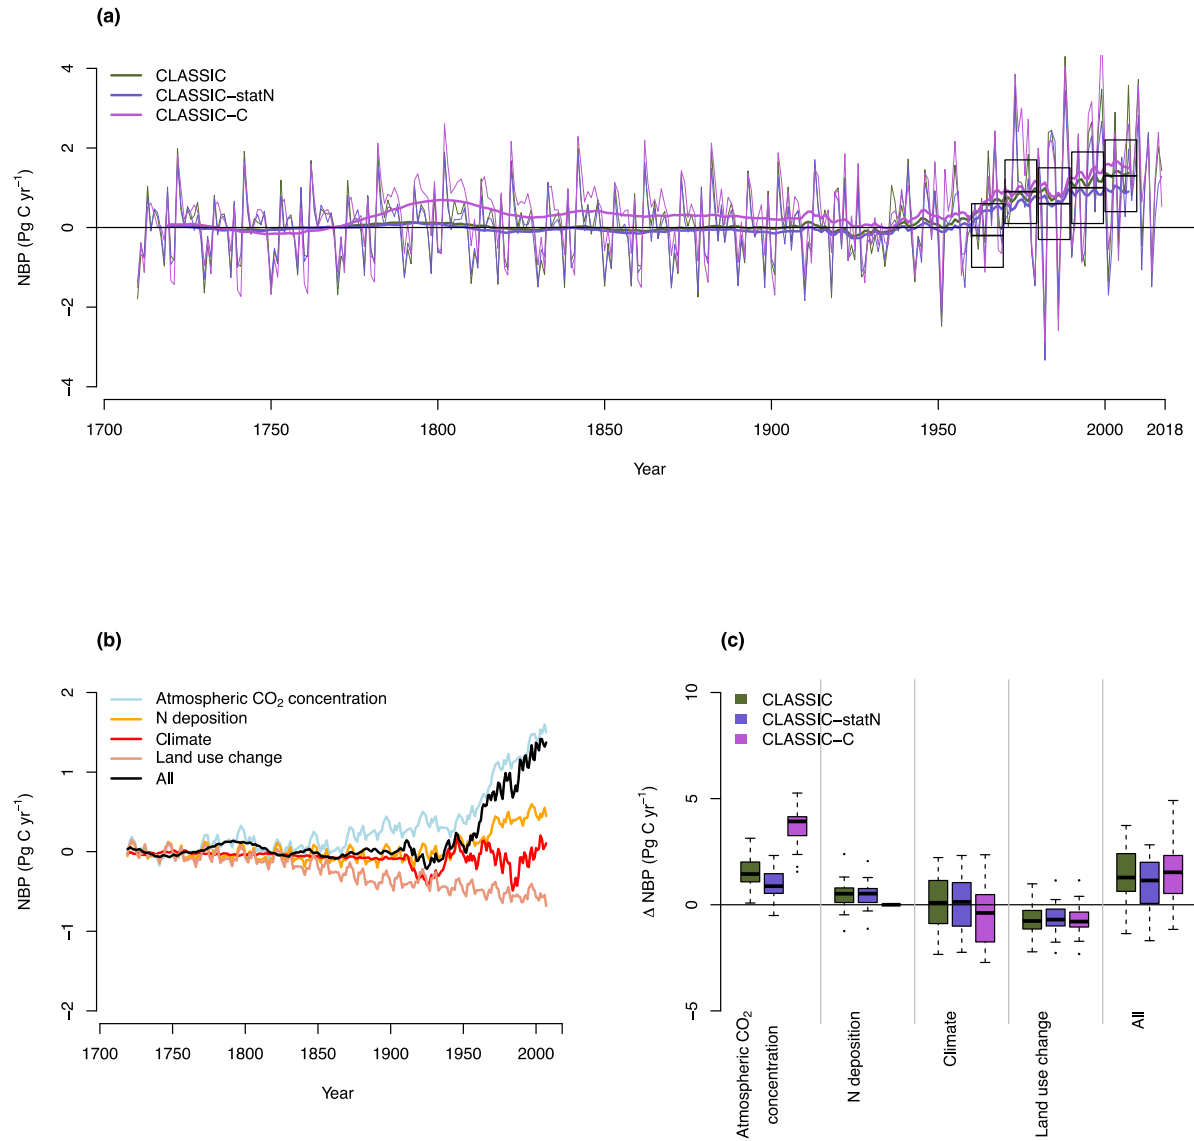 (a)
CLASSIC
CLASSIC−statN
CLASSIC−C
NBP (Pg C yr−1)
4
2
0
−2
−4
1700
1750
1800
1850
1900
1950
2000
2018
Year
(b)
Atmospheric CO2 concentration
N deposition
Climate
Land use change
All
NBP (Pg C yr−1)
2
1
0
−1
−2
1700
1750
1800
1850
1900
1950
2000
Year
(c)
CLASSIC
CLASSIC−statN
CLASSIC−C
Δ NBP (Pg C yr−1)
10
5
0
−5
Atmospheric CO2
concentration
N deposition
Climate
Land use change
All